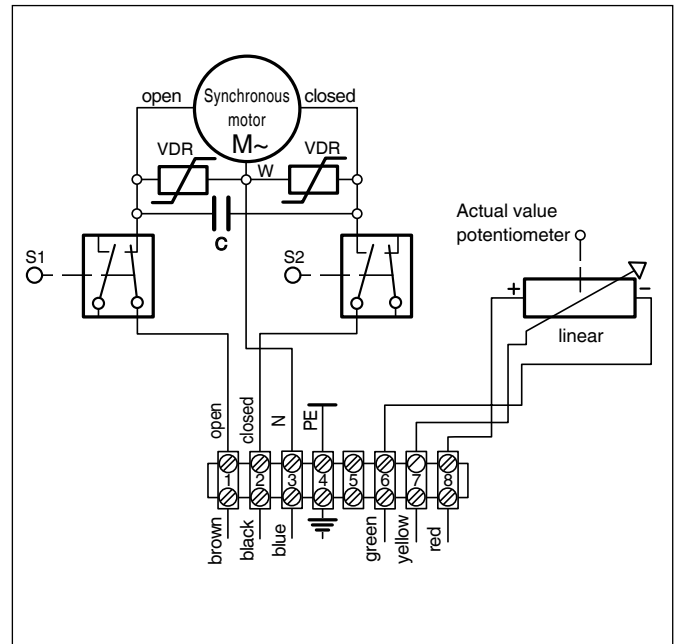 open
Synchronous
motor
M~
closed
VDR
VDR
W
C
S1
S2
Actual value
potentiometer
+
−
linear
open
closed
N
PE
1
2
3
4
5
6
7
8
brown
black
blue
green
yellow
red